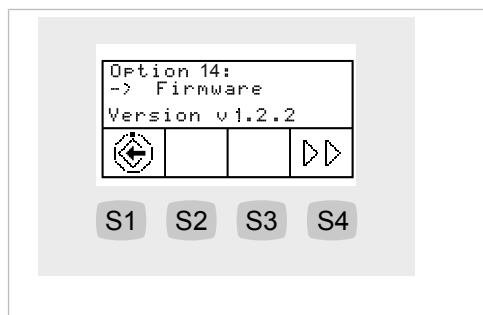 Option 14:
-> Firmware
Version v1.2.2
S1 S2 S3 S4